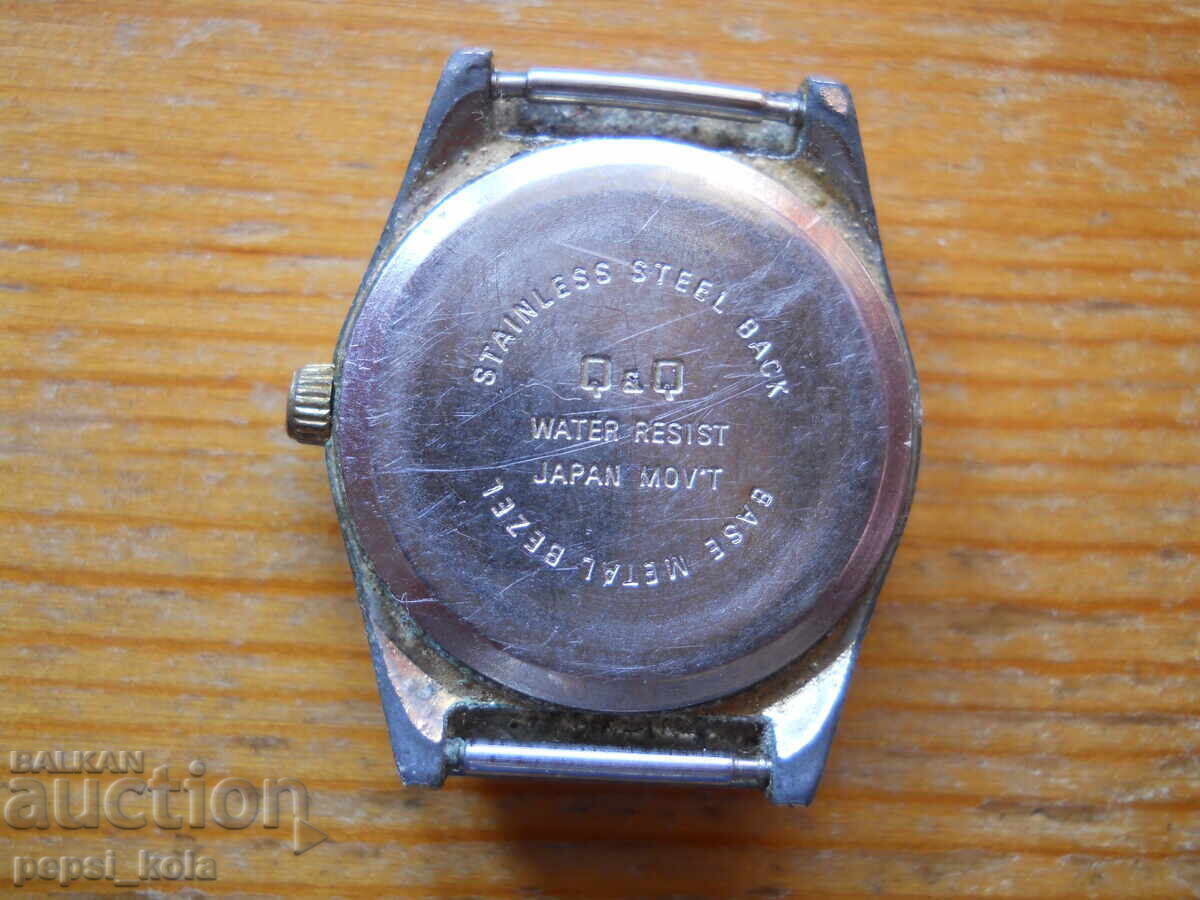 STAINLESS STEEL BACK
Q&Q
WATER RESIST
JAPAN MOV'T
BASE METAL BEZEL
BALKAN
auction
pepsi_kola